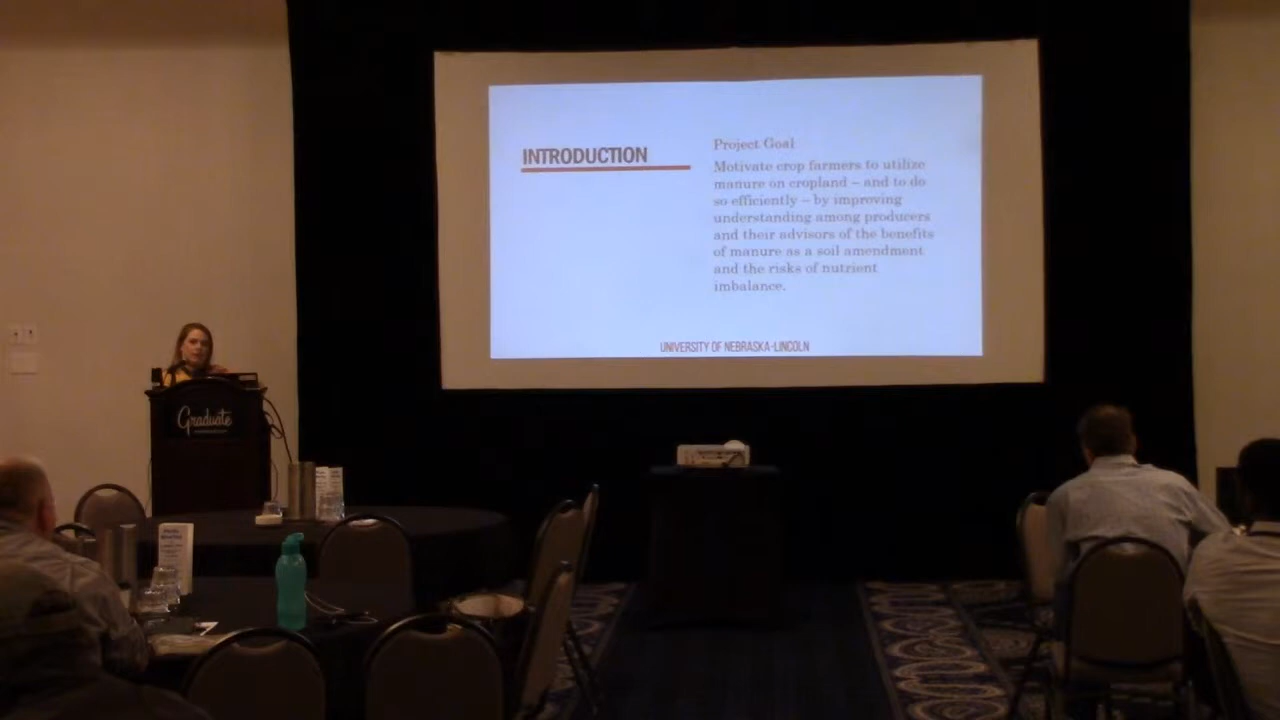 INTRODUCTION
Project Goal
Motivate crop farmers to utilize
manure on cropland – and to do
so efficiently – by improving
understanding among producers
and their advisors of the benefits
of manure as a soil amendment
and the risks of nutrient
imbalance.
UNIVERSITY OF NEBRASKA-LINCOLN
Graduate